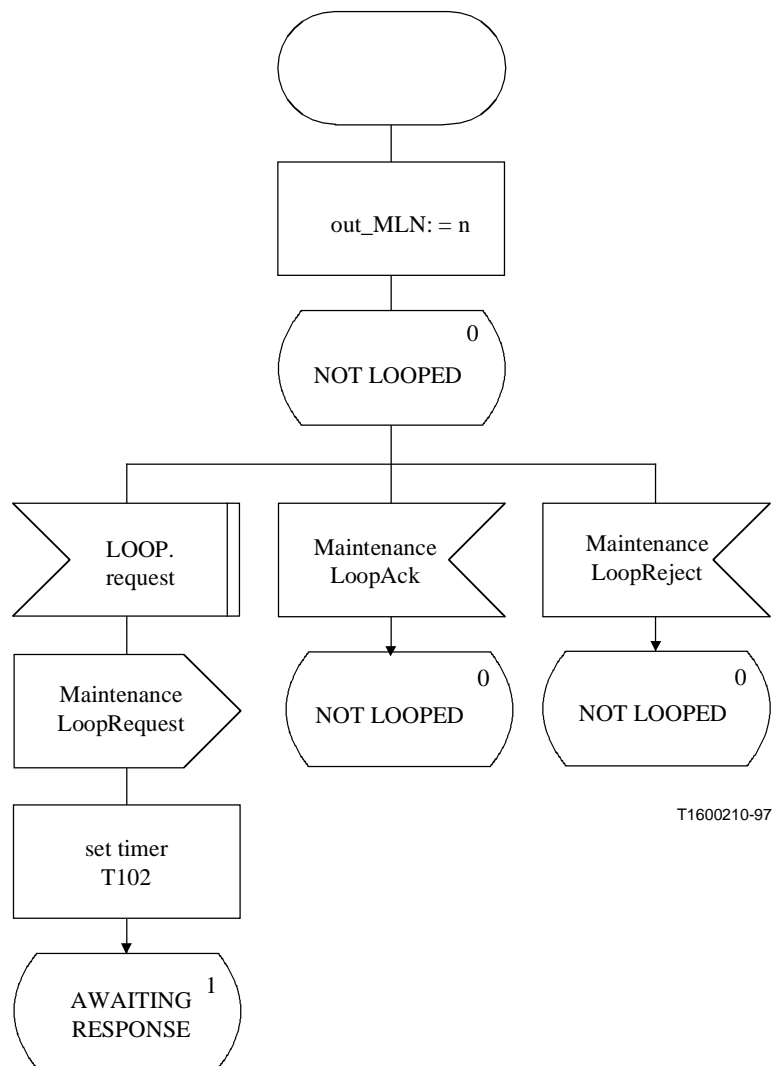 out_MLN: = n
0
NOT LOOPED
LOOP.
request
Maintenance
LoopAck
Maintenance
LoopReject
Maintenance
LoopRequest
0
NOT LOOPED
0
NOT LOOPED
set timer
T102
T1600210-97
1
AWAITING
RESPONSE